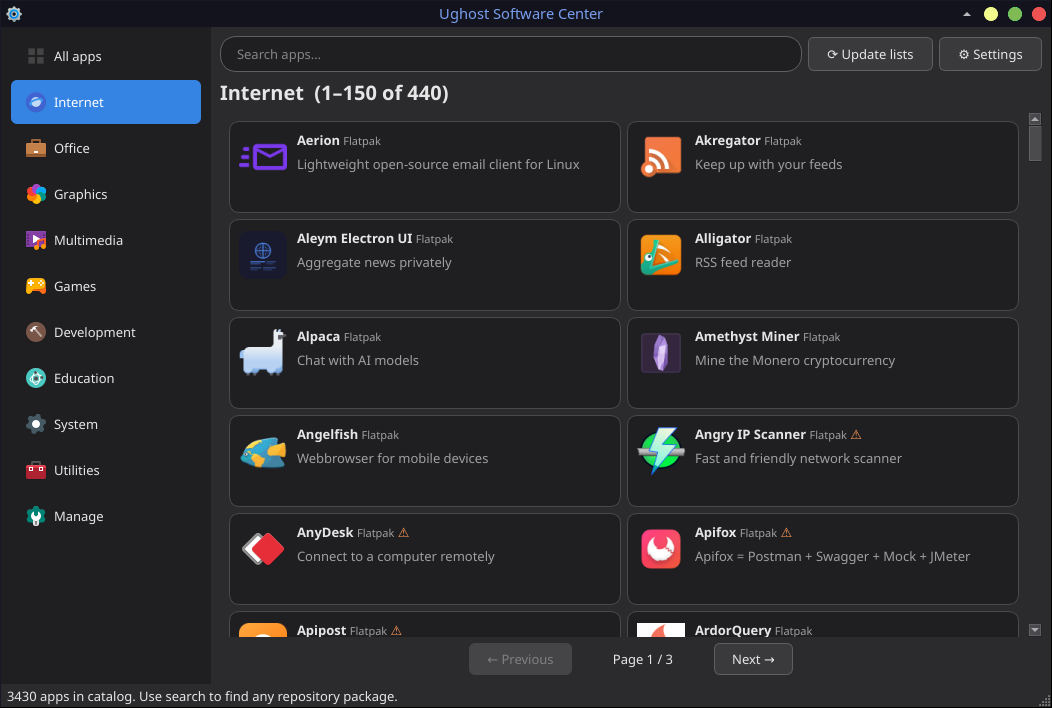 Ughost Software Center
All apps
Internet
Office
Graphics
Multimedia
Games
Development
Education
System
Utilities
Manage
Search apps...
⟳ Update lists
⚙ Settings
Internet (1–150 of 440)
Aerion Flatpak
Lightweight open-source email client for Linux
Akregator Flatpak
Keep up with your feeds
Aleym Electron UI Flatpak
Aggregate news privately
Alligator Flatpak
RSS feed reader
Alpaca Flatpak
Chat with AI models
Amethyst Miner Flatpak
Mine the Monero cryptocurrency
Angelfish Flatpak
Webbrowser for mobile devices
Angry IP Scanner Flatpak ⚠
Fast and friendly network scanner
AnyDesk Flatpak ⚠
Connect to a computer remotely
Apifox Flatpak ⚠
Apifox = Postman + Swagger + Mock + JMeter
Apipost Flatpak ⚠
ArdorQuery Flatpak
← Previous
Page 1 / 3
Next →
3430 apps in catalog. Use search to find any repository package.